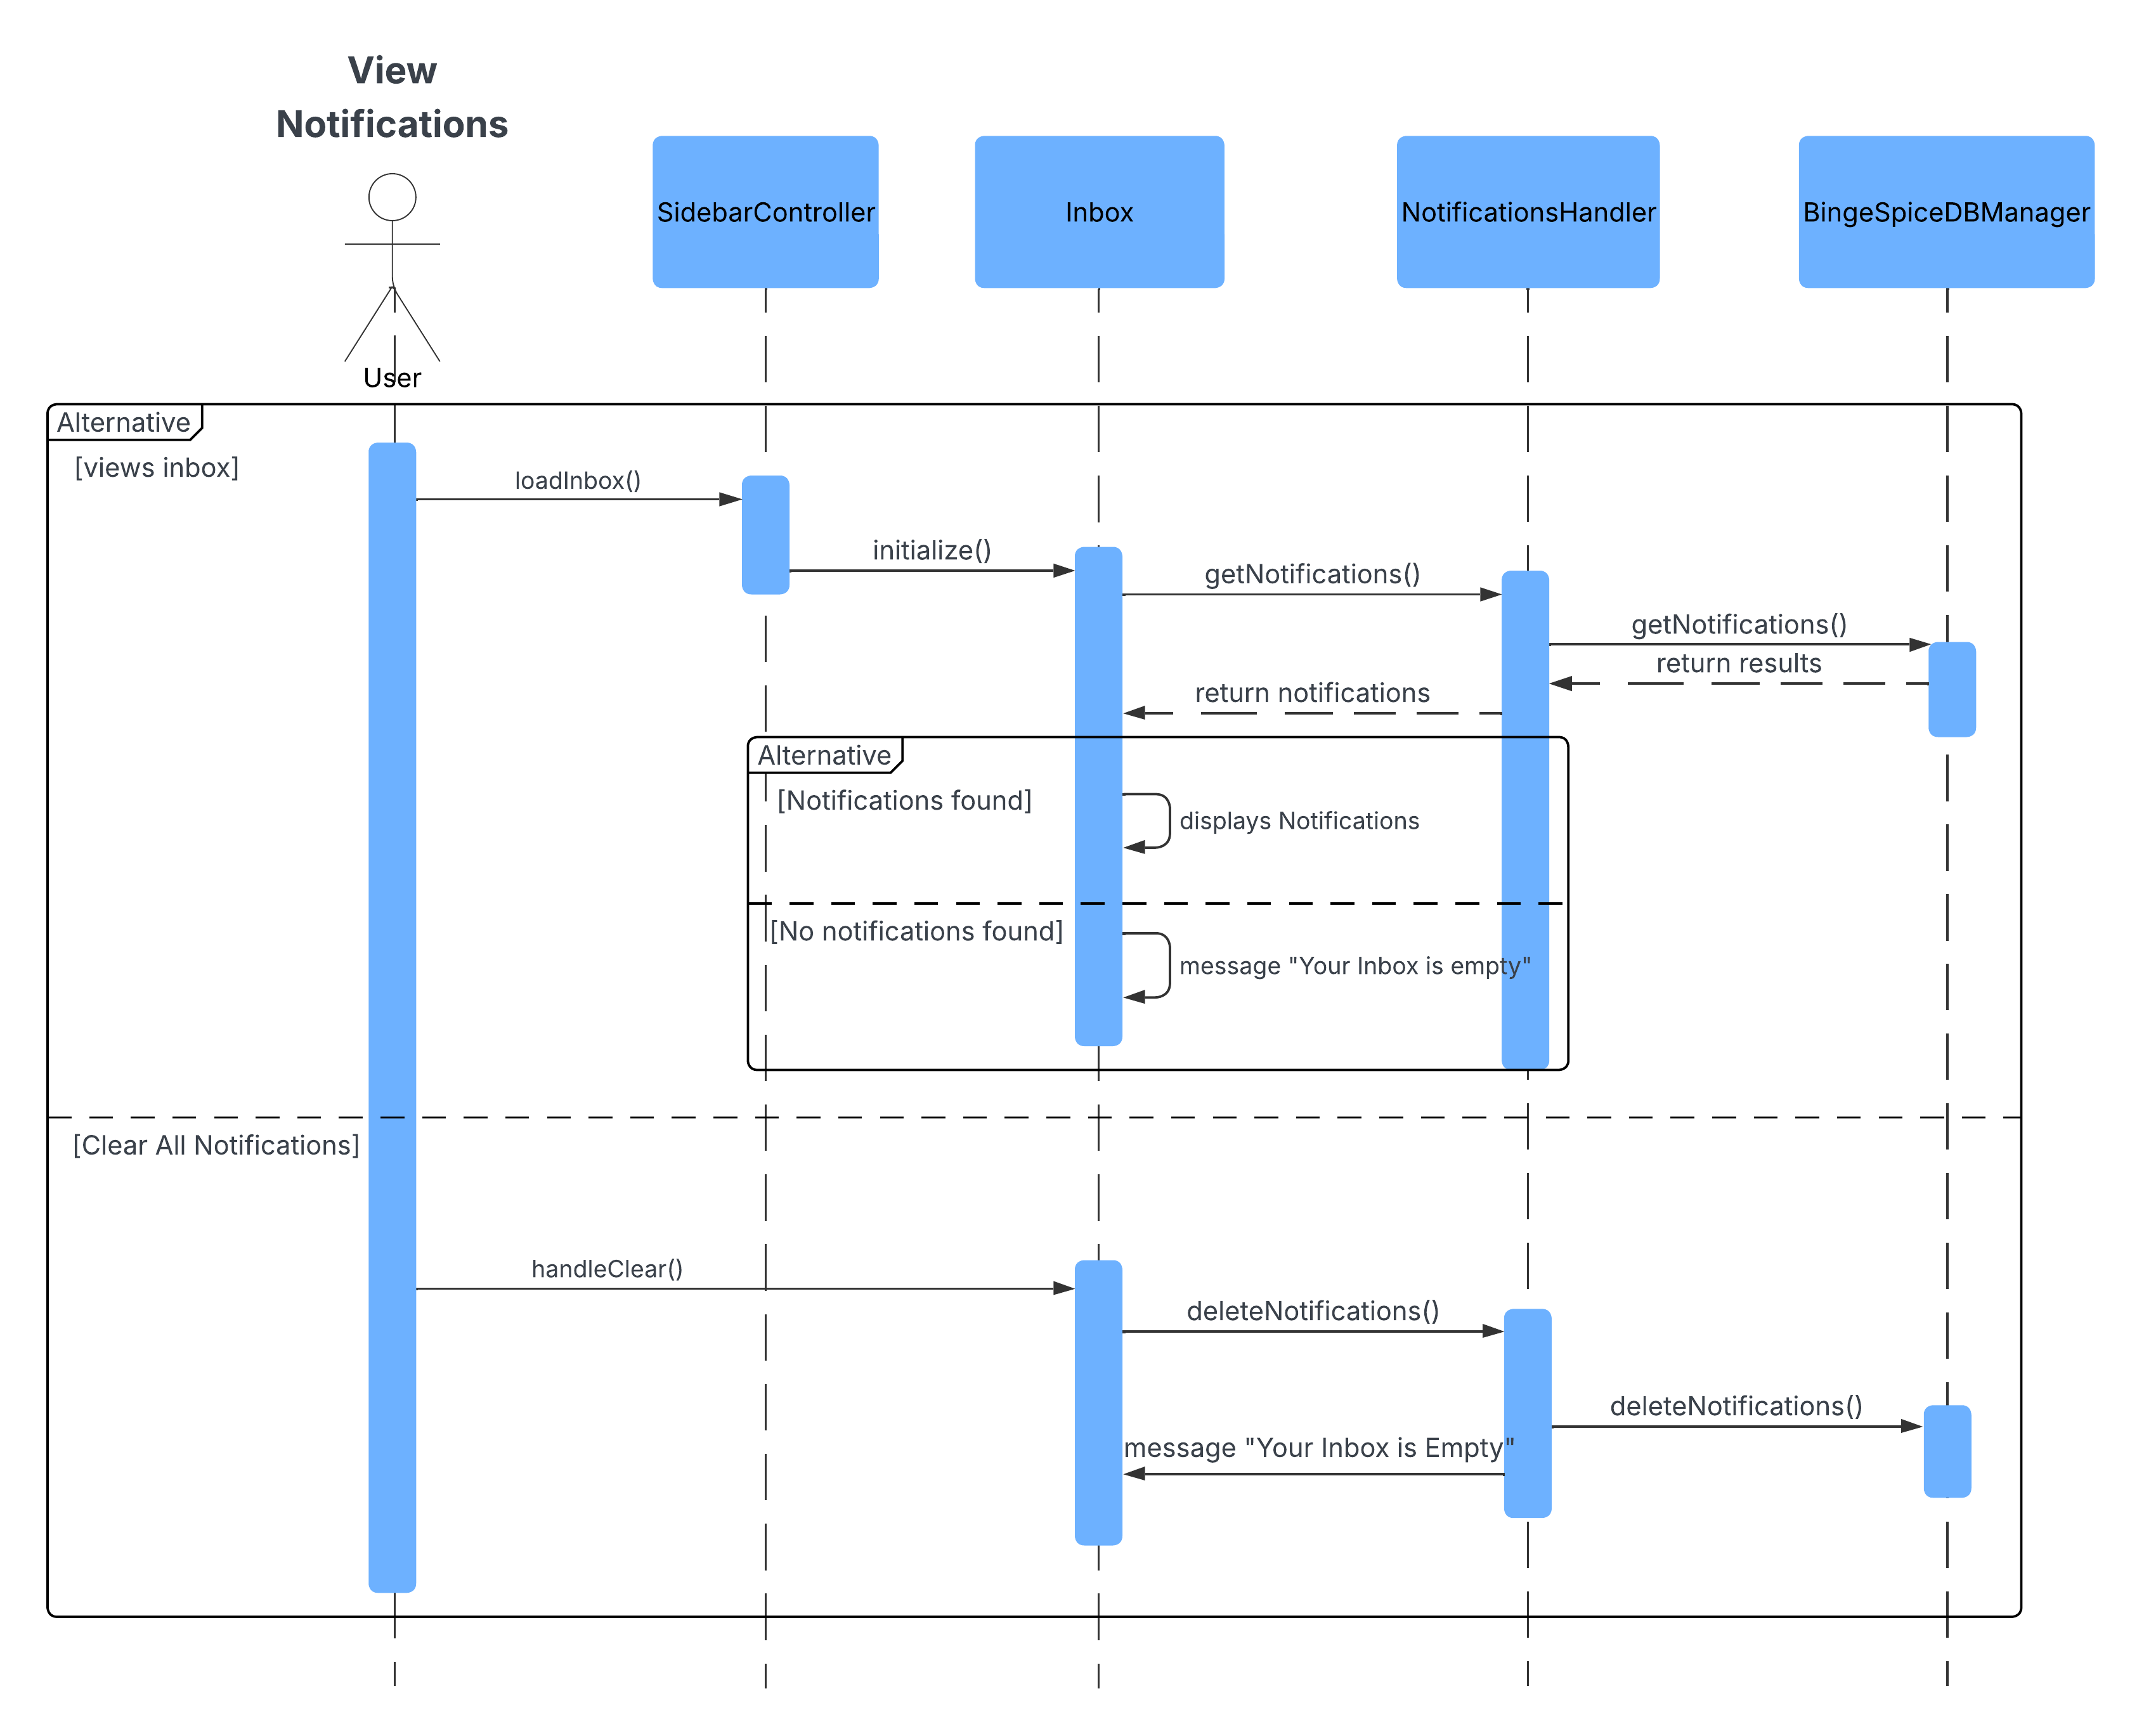 View
Notifications
SidebarController
Inbox
NotificationsHandler
BingeSpiceDBManager
User
Alternative
[views inbox]
loadInbox()
initialize()
getNotifications()
getNotifications()
return results
return notifications
Alternative
[Notifications found]
displays Notifications
[No notifications found]
message "Your Inbox is empty"
[Clear All Notifications]
handleClear()
deleteNotifications()
deleteNotifications()
message "Your Inbox is Empty"